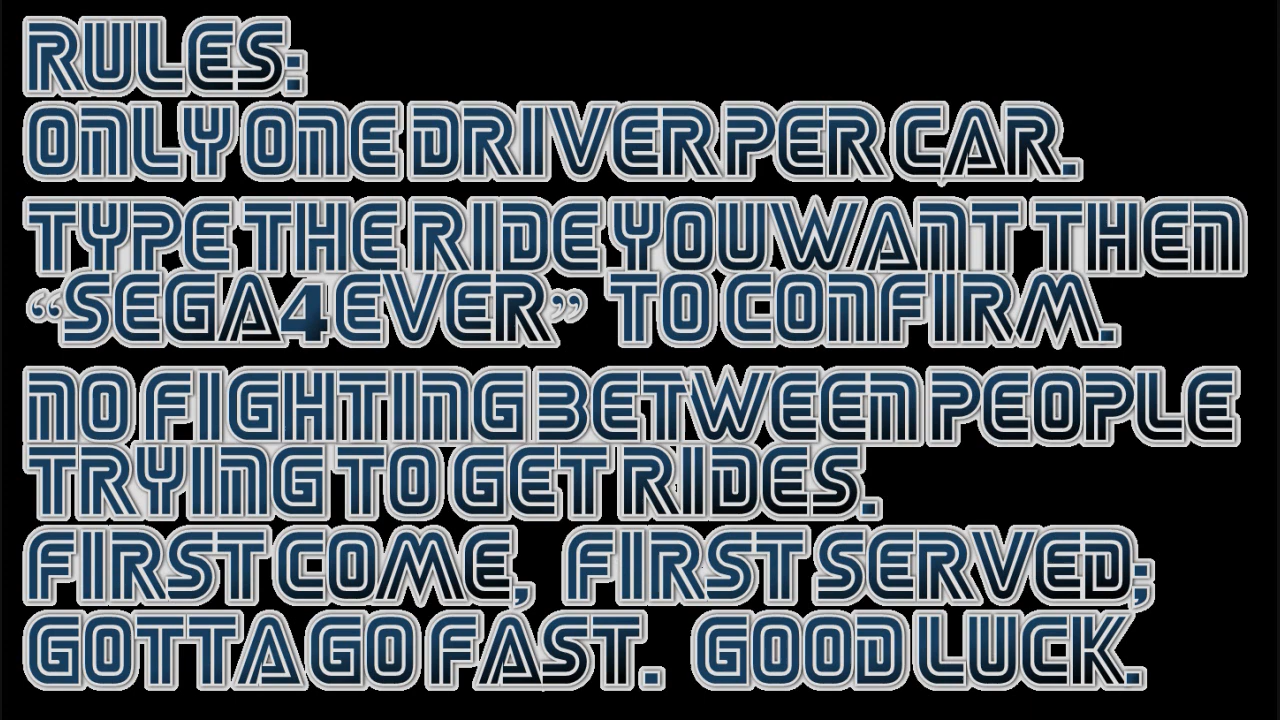 RULES:
ONLY ONE DRIVER PER CAR.
TYPE THE RIDE YOU WANT THEN
“SEGA4EVER” TO CONFIRM.
NO FIGHTING BETWEEN PEOPLE
TRYING TO GET RIDES.
FIRST COME, FIRST SERVED;
GOTTA GO FAST. GOOD LUCK.